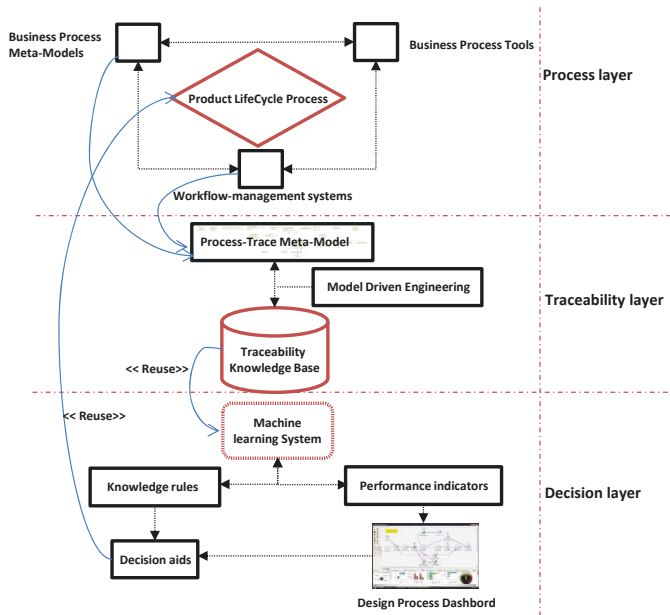 Business Process
Meta-Models
Business Process Tools
Process layer
Product LifeCycle Process
Workflow-management systems
Process-Trace Meta-Model
Model Driven Engineering
Traceability layer
Traceability
Knowledge Base
<< Reuse>>
<< Reuse>>
Machine
learning System
Knowledge rules
Performance indicators
Decision layer
Decision aids
Design Process Dashbord